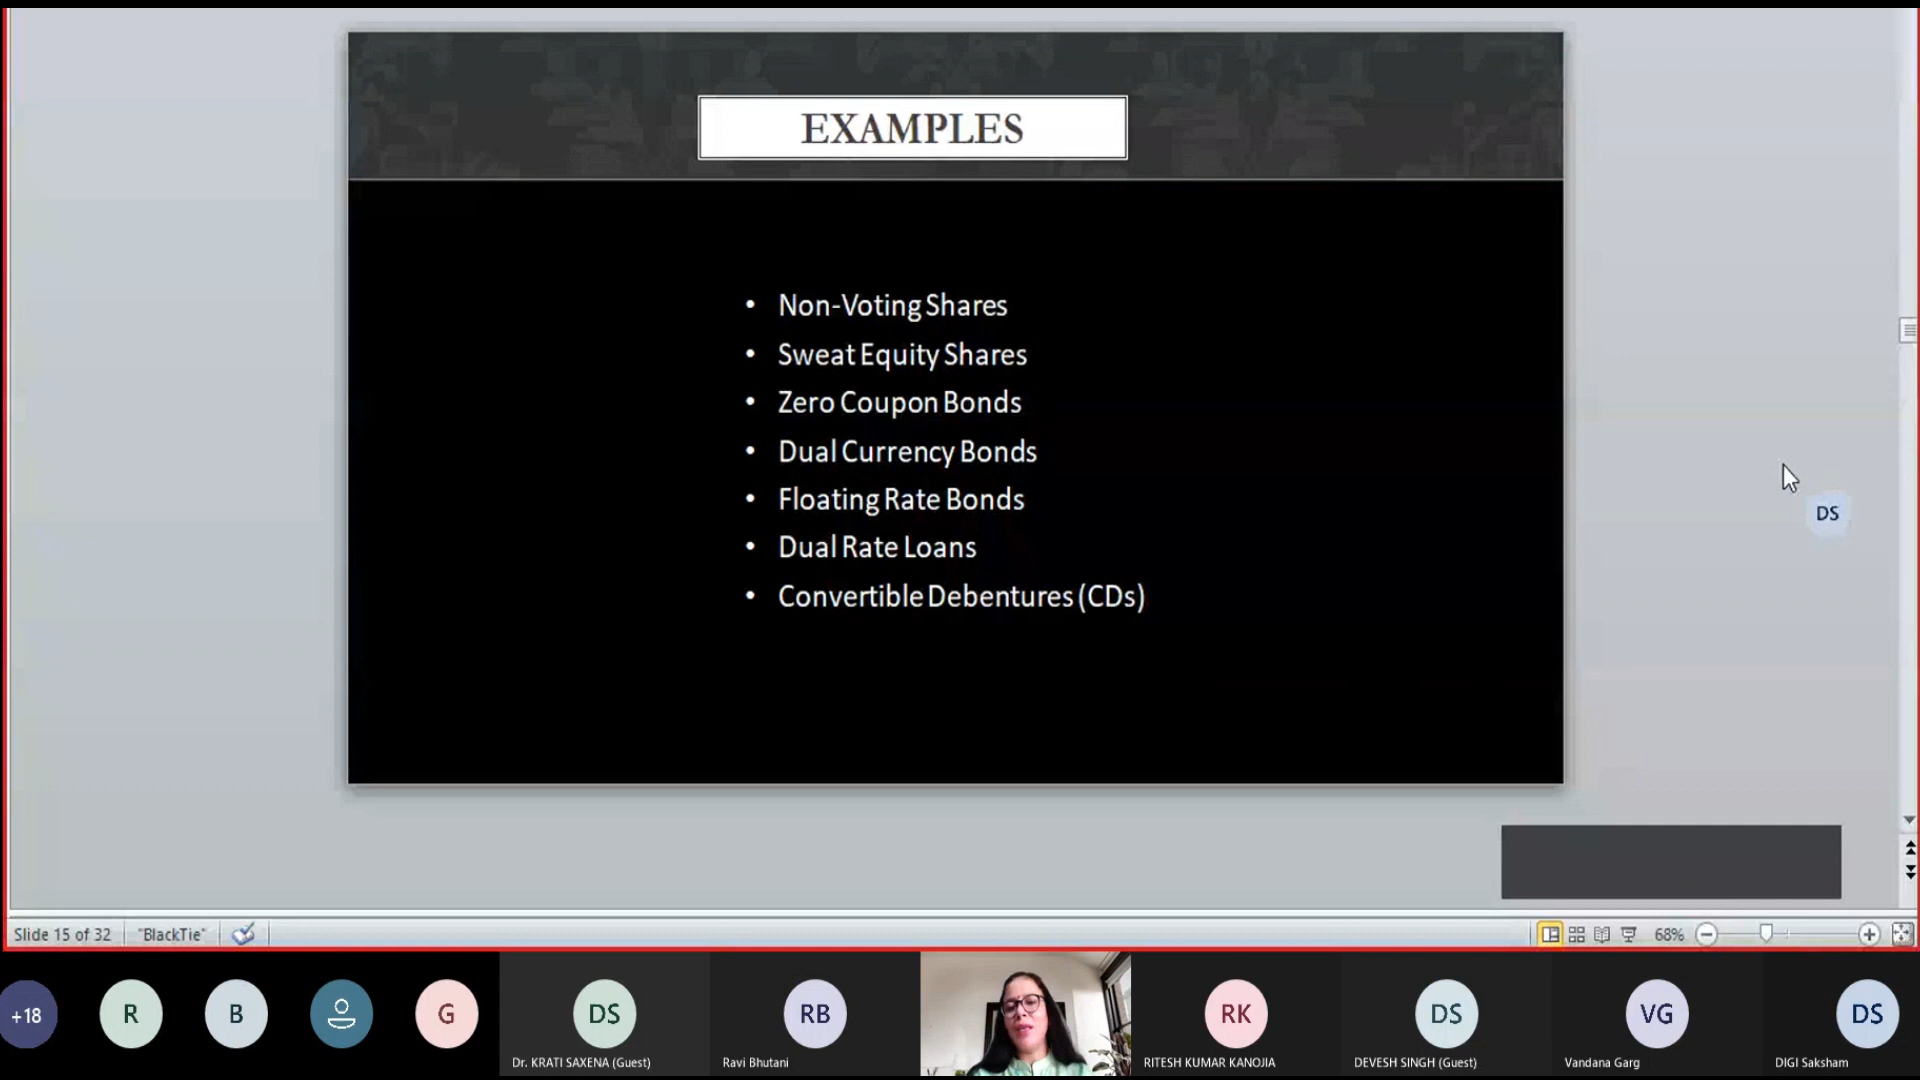 EXAMPLES
• Non-Voting Shares
• Sweat Equity Shares
• Zero Coupon Bonds
• Dual Currency Bonds
• Floating Rate Bonds
• Dual Rate Loans
• Convertible Debentures (CDs)
DS
Slide 15 of 32 "BlackTie" 68%
+18 R B G DS RB RK DS VG DS
Dr. KRATI SAXENA (Guest) Ravi Bhutani RITESH KUMAR KANOJIA DEVESH SINGH (Guest) Vandana Garg DIGI Saksham